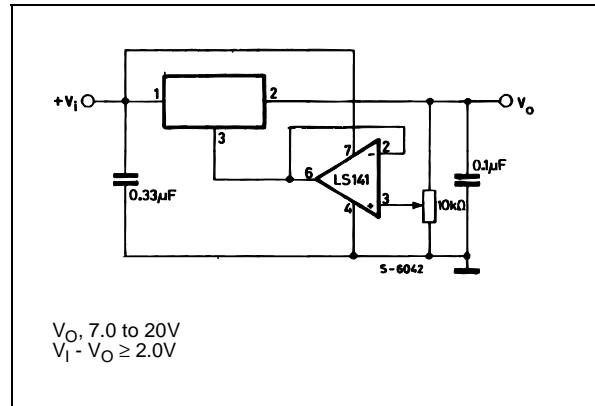 +Vi
1
2
3
7
2
-
6
LS141
4
+
3
0.33µF
0.1µF
10kΩ
Vo
S-6042
VO, 7.0 to 20V
VI - VO ≥ 2.0V